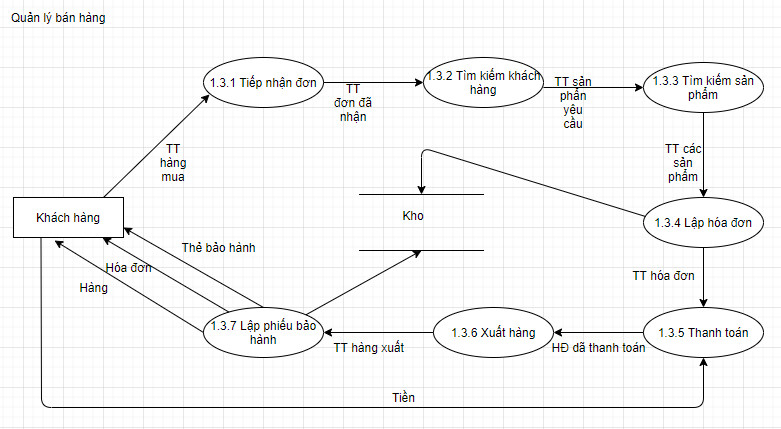 Quản lý bán hàng
1.3.1 Tiếp nhận đơn
TT
đơn đã
nhận
1.3.2 Tìm kiếm khách
hàng
TT sản
phẩn
yêu
cầu
1.3.3 Tìm kiếm sản
phẩm
TT
hàng
mua
TT các
sản
phẩm
Khách hàng
Kho
1.3.4 Lập hóa đơn
Thẻ bảo hành
Hóa đơn
Hàng
TT hóa đơn
1.3.7 Lập phiếu bảo
hành
TT hàng xuất
1.3.6 Xuất hàng
HĐ đã thanh toán
1.3.5 Thanh toán
Tiền